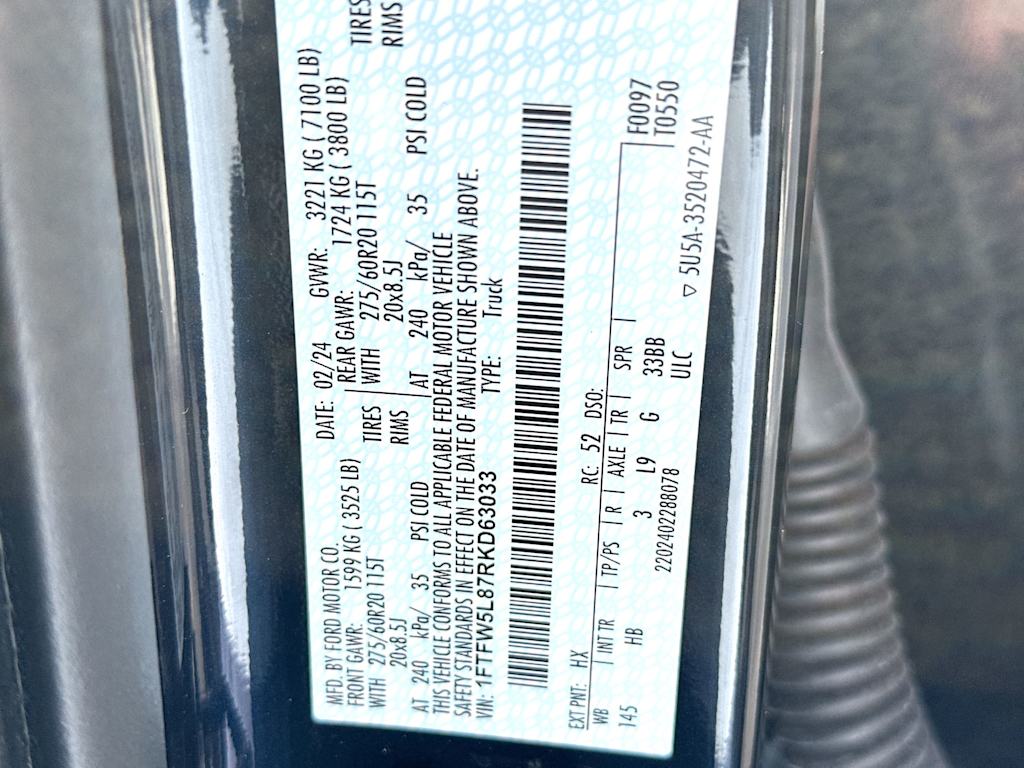 MFD. BY FORD MOTOR CO. DATE: 02/24 GVWR: 3221 KG ( 7100 LB)
FRONT GAWR: 1599 KG ( 3525 LB) REAR GAWR: 1724 KG ( 3800 LB)
WITH 275/60R20 115T TIRES WITH 275/60R20 115T TIRES
20x8.5J RIMS 20x8.5J RIMS
AT 240 kPa/ 35 PSI COLD AT 240 kPa/ 35 PSI COLD
THIS VEHICLE CONFORMS TO ALL APPLICABLE FEDERAL MOTOR VEHICLE
SAFETY STANDARDS IN EFFECT ON THE DATE OF MANUFACTURE SHOWN ABOVE.
VIN: 1FTFW5L87RKD63033 TYPE: Truck
EXT PNT: HX RC: 52 DSO:
WB | INT TR | TP/PS | R | AXLE | TR | SPR | F0097
145 HB 3 L9 G 33BB T0550
2202402288078 ULC
▽ 5U5A-3520472-AA